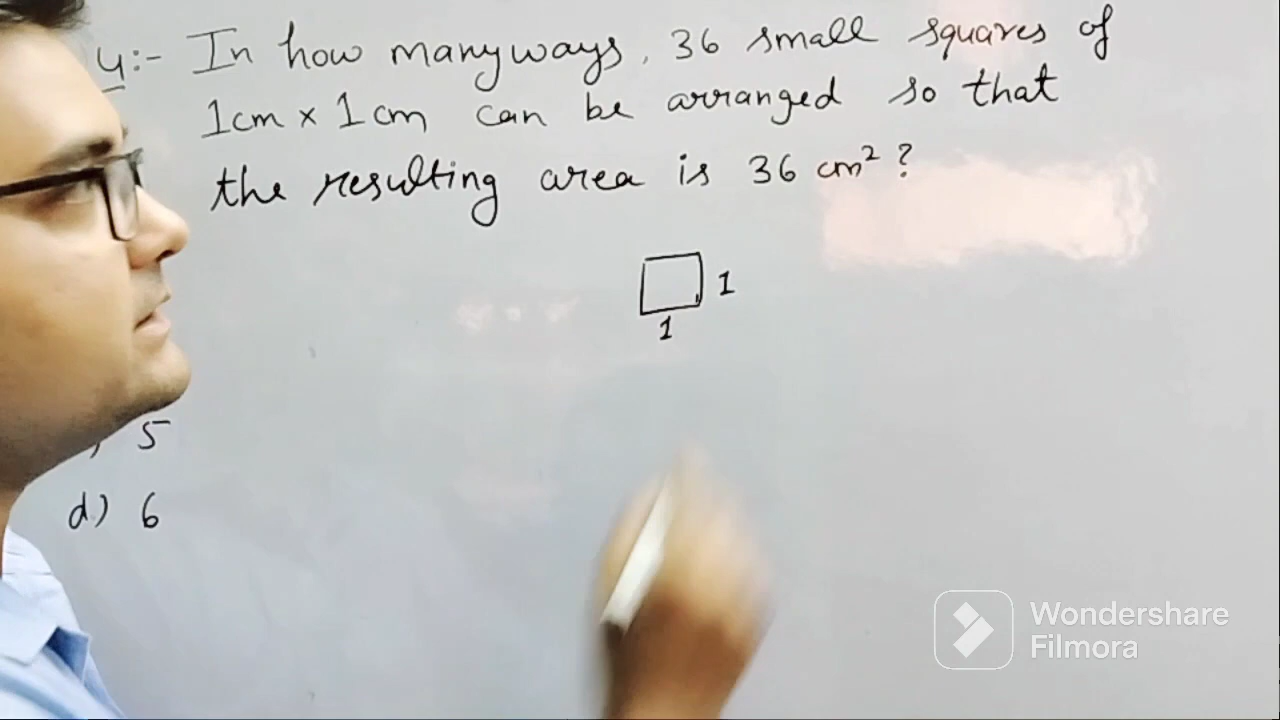 4:- In how many ways, 36 small squares of
1cm x 1cm can be arranged so that
the resulting area is 36 cm² ?
1
1
) 5
d) 6
Wondershare
Filmora